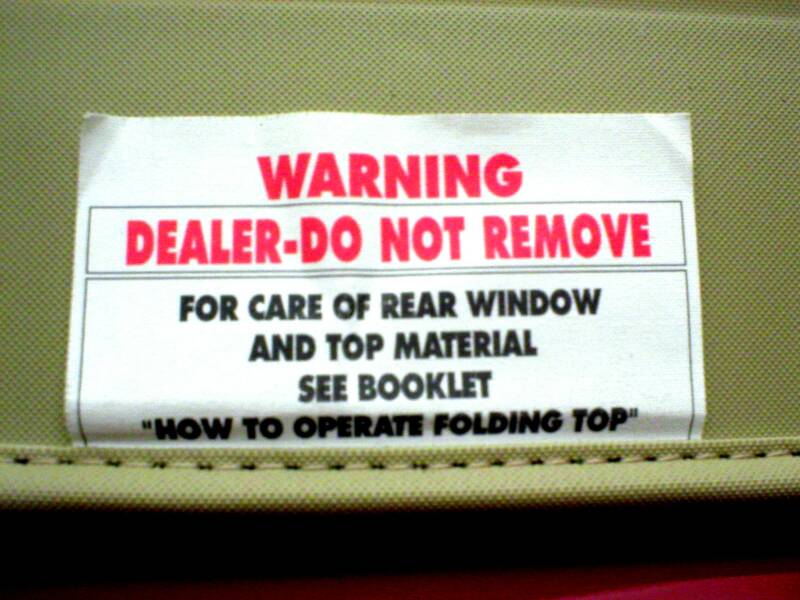 WARNING
DEALER-DO NOT REMOVE
FOR CARE OF REAR WINDOW
AND TOP MATERIAL
SEE BOOKLET
"HOW TO OPERATE FOLDING TOP"